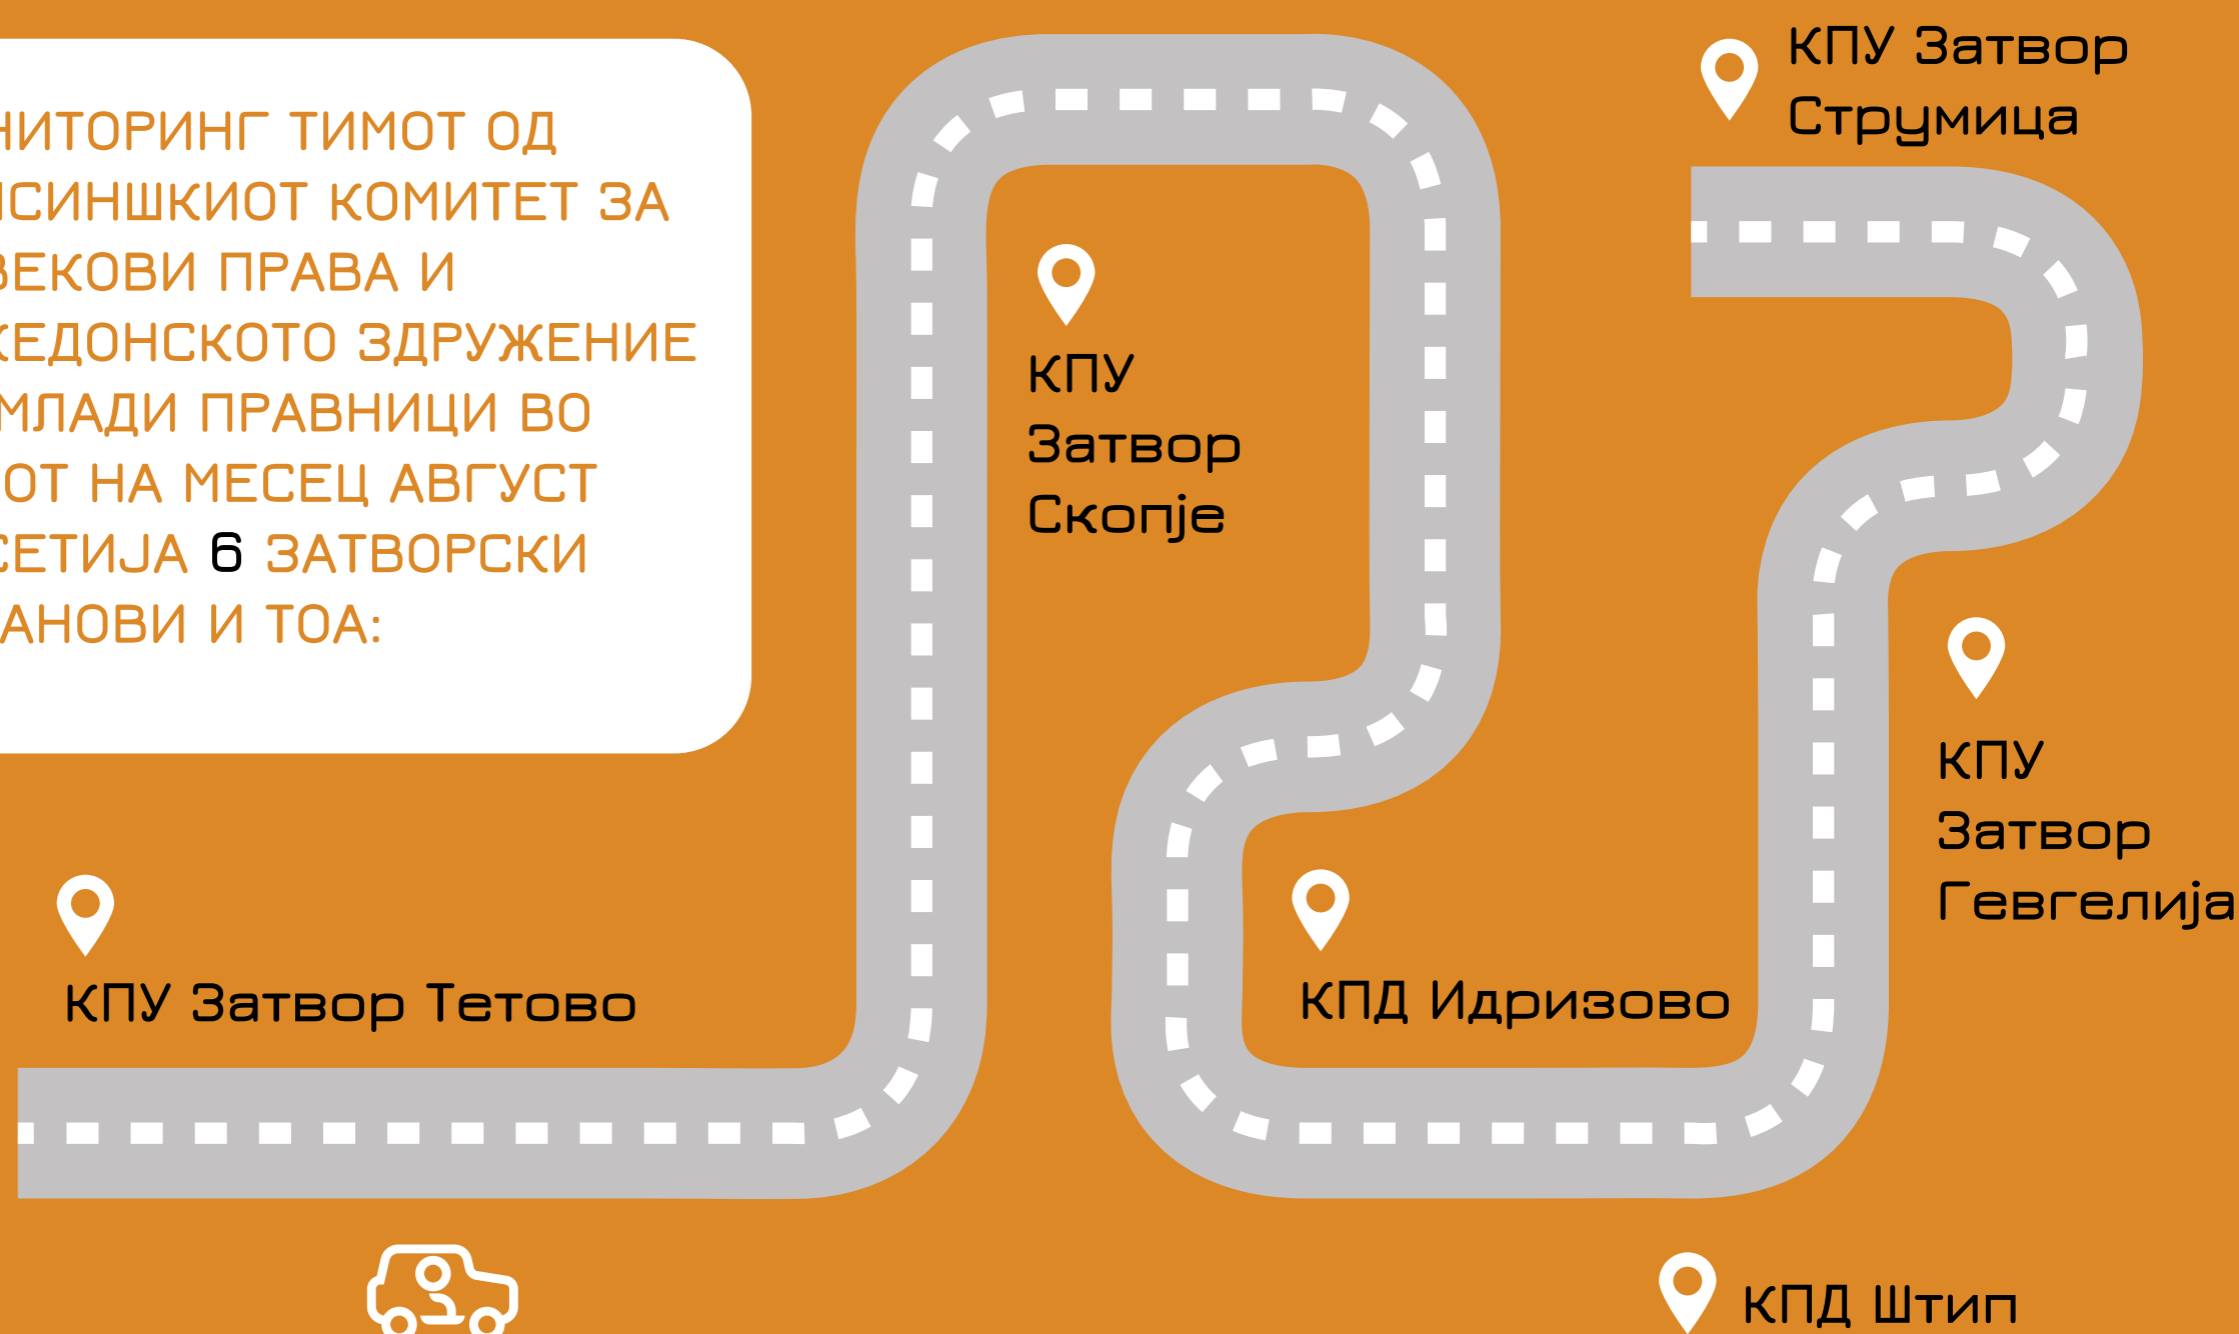 НИТОРИНГ ТИМОТ ОД
СИНШКИОТ КОМИТЕТ ЗА
ВЕКОВИ ПРАВА И
КЕДОНСКОТО ЗДРУЖЕНИЕ
МЛАДИ ПРАВНИЦИ ВО
ОТ НА МЕСЕЦ АВГУСТ
СЕТИЈА 6 ЗАТВОРСКИ
АНОВИ И ТОА:
КПУ Затвор Тетово
КПУ
Затвор
Скопје
КПД Идризово
КПД Штип
КПУ
Затвор
Гевгелија
КПУ Затвор
Струмица